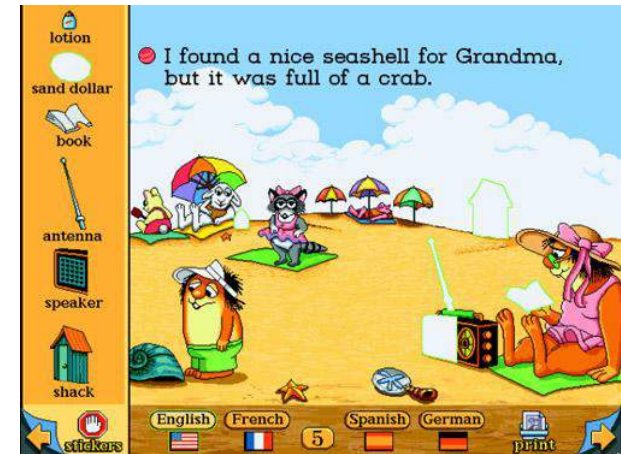 lotion
sand dollar
book
antenna
speaker
shack
stickers
I found a nice seashell for Grandma,
but it was full of a crab.
English French Spanish German
5
print